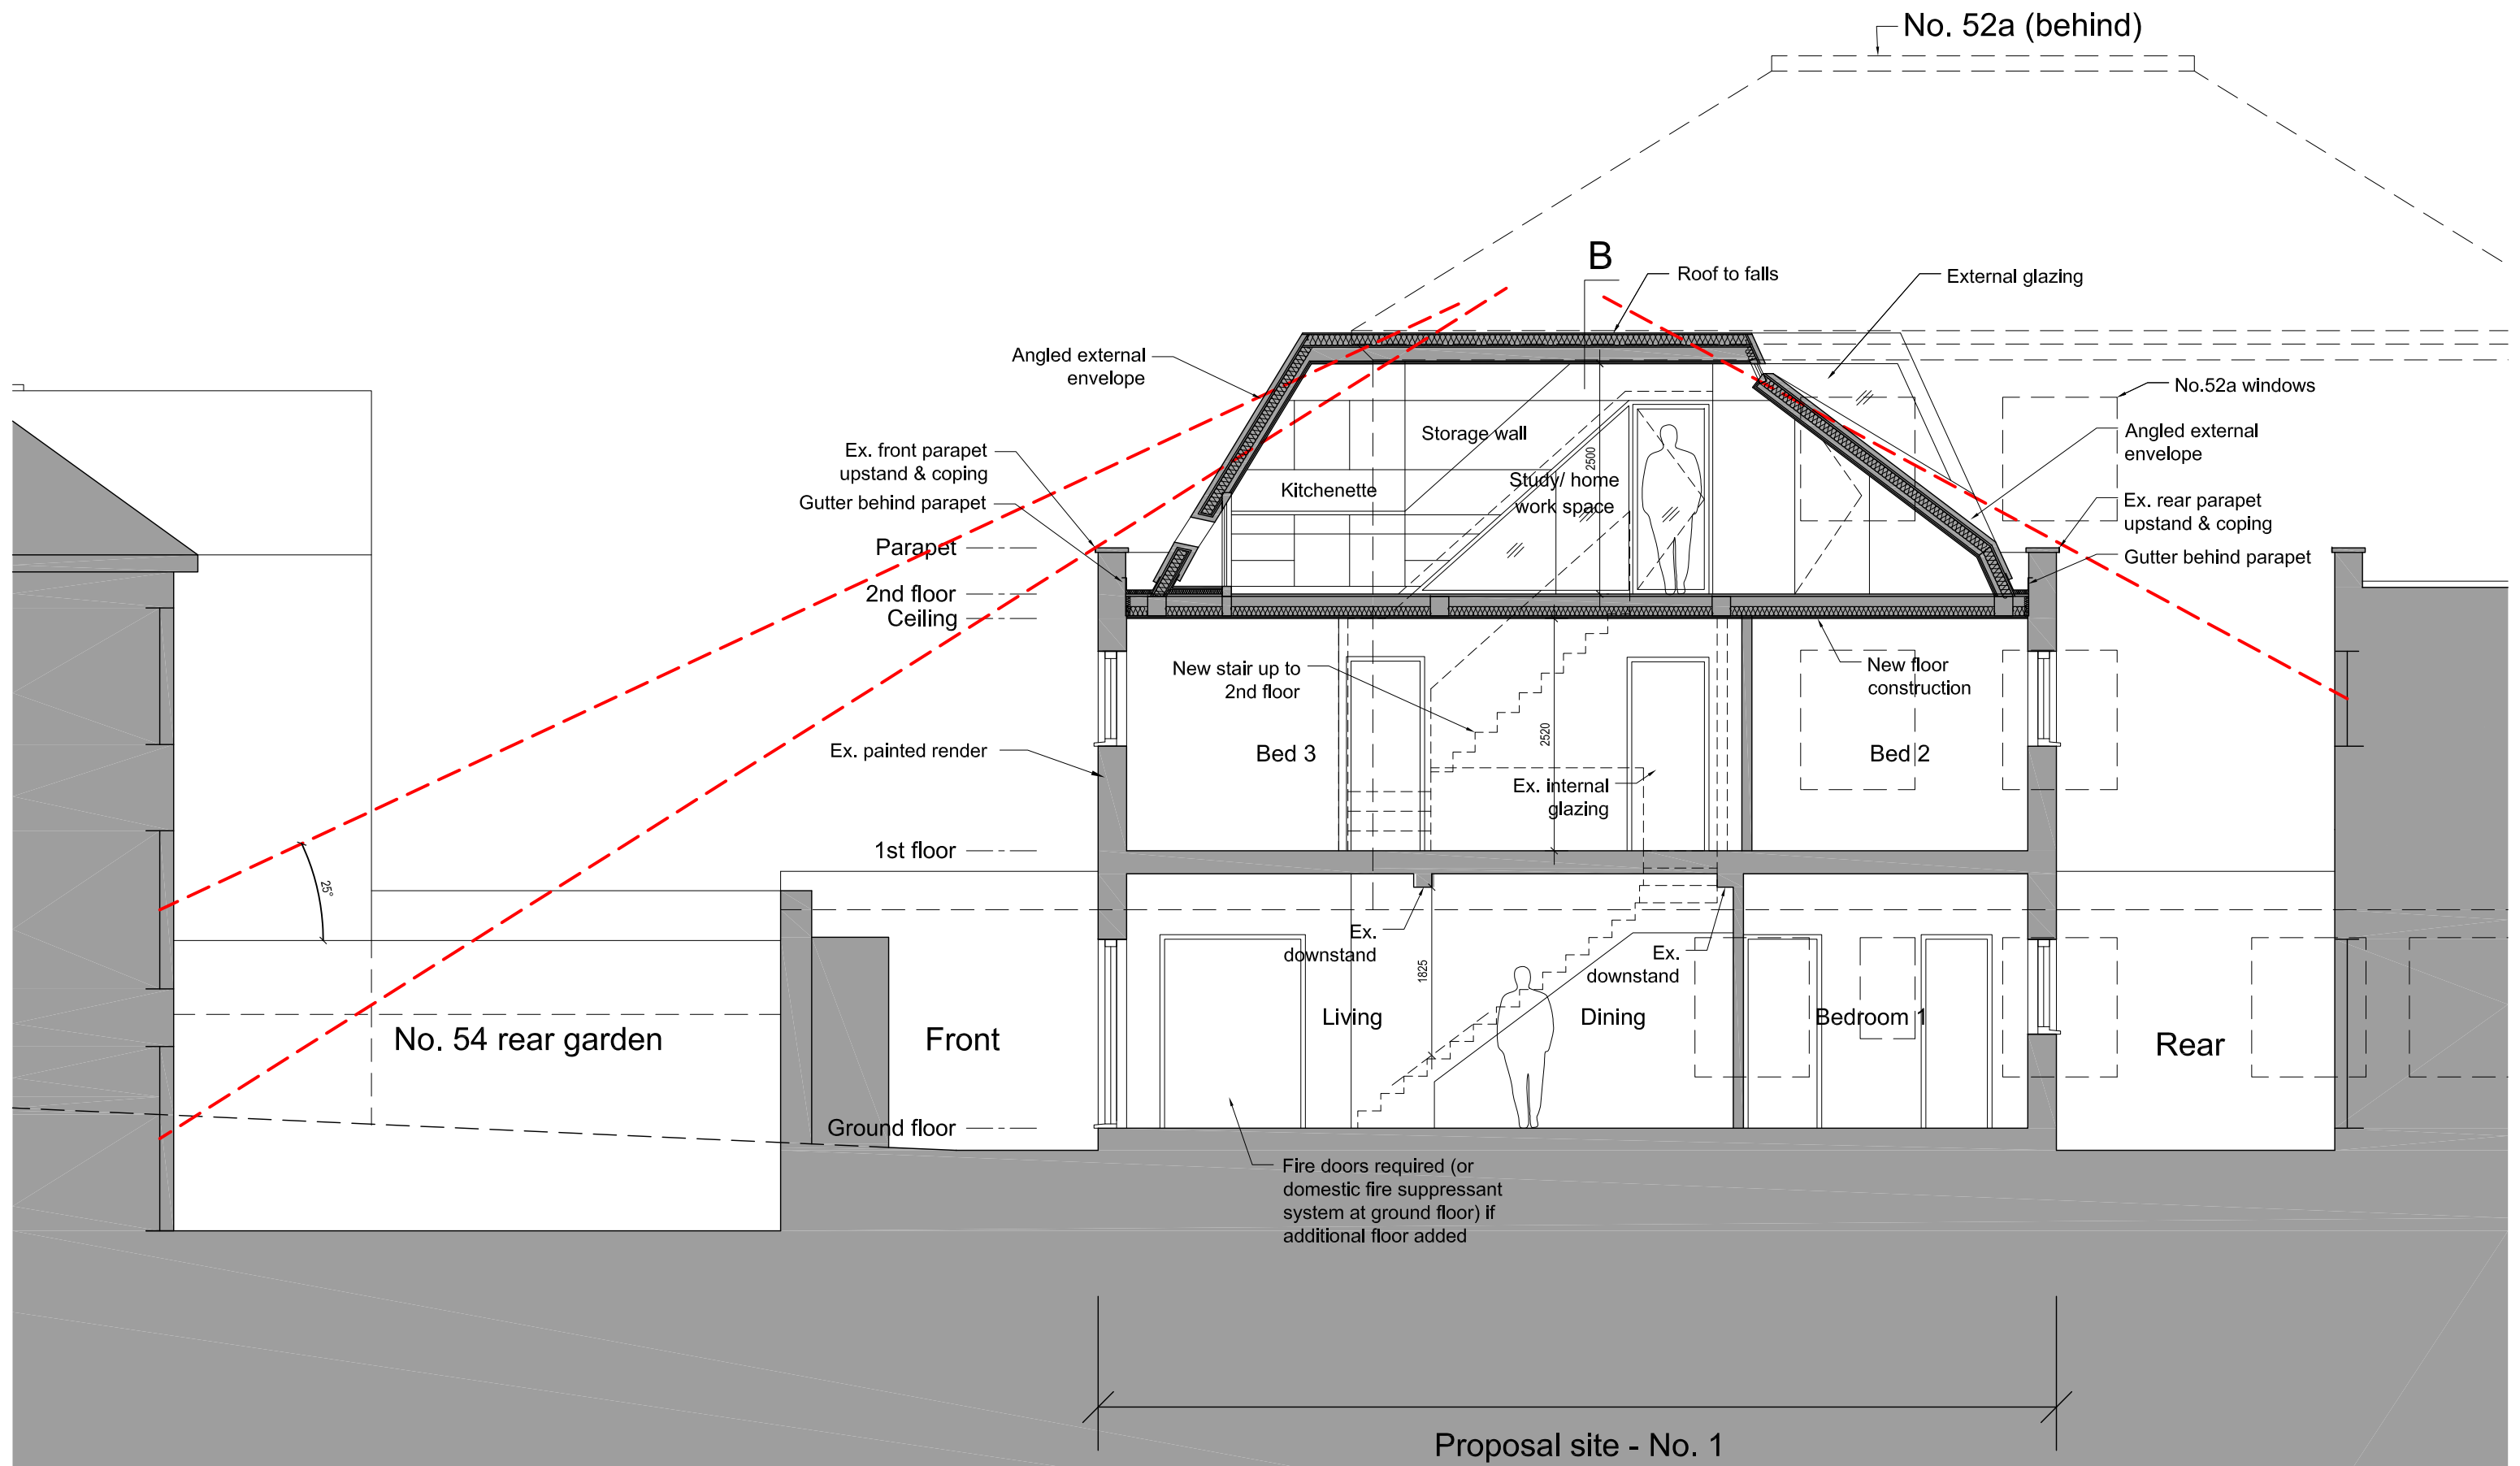 No. 52a (behind)
B
Roof to falls
External glazing
Angled external
envelope
No.52a windows
Storage wall
Angled external
envelope
Ex. front parapet
upstand & coping
2500
Kitchenette
Study/ home
work space
Gutter behind parapet
Ex. rear parapet
upstand & coping
Parapet
Gutter behind parapet
2nd floor
Ceiling
New stair up to
2nd floor
New floor
construction
2520
Ex. painted render
Bed 3
Bed 2
Ex. internal
glazing
1st floor
25°
Ex.
downstand
1825
Ex.
downstand
Living
Dining
Bedroom 1
No. 54 rear garden
Front
Rear
Ground floor
Fire doors required (or
domestic fire suppressant
system at ground floor) if
additional floor added
Proposal site - No. 1